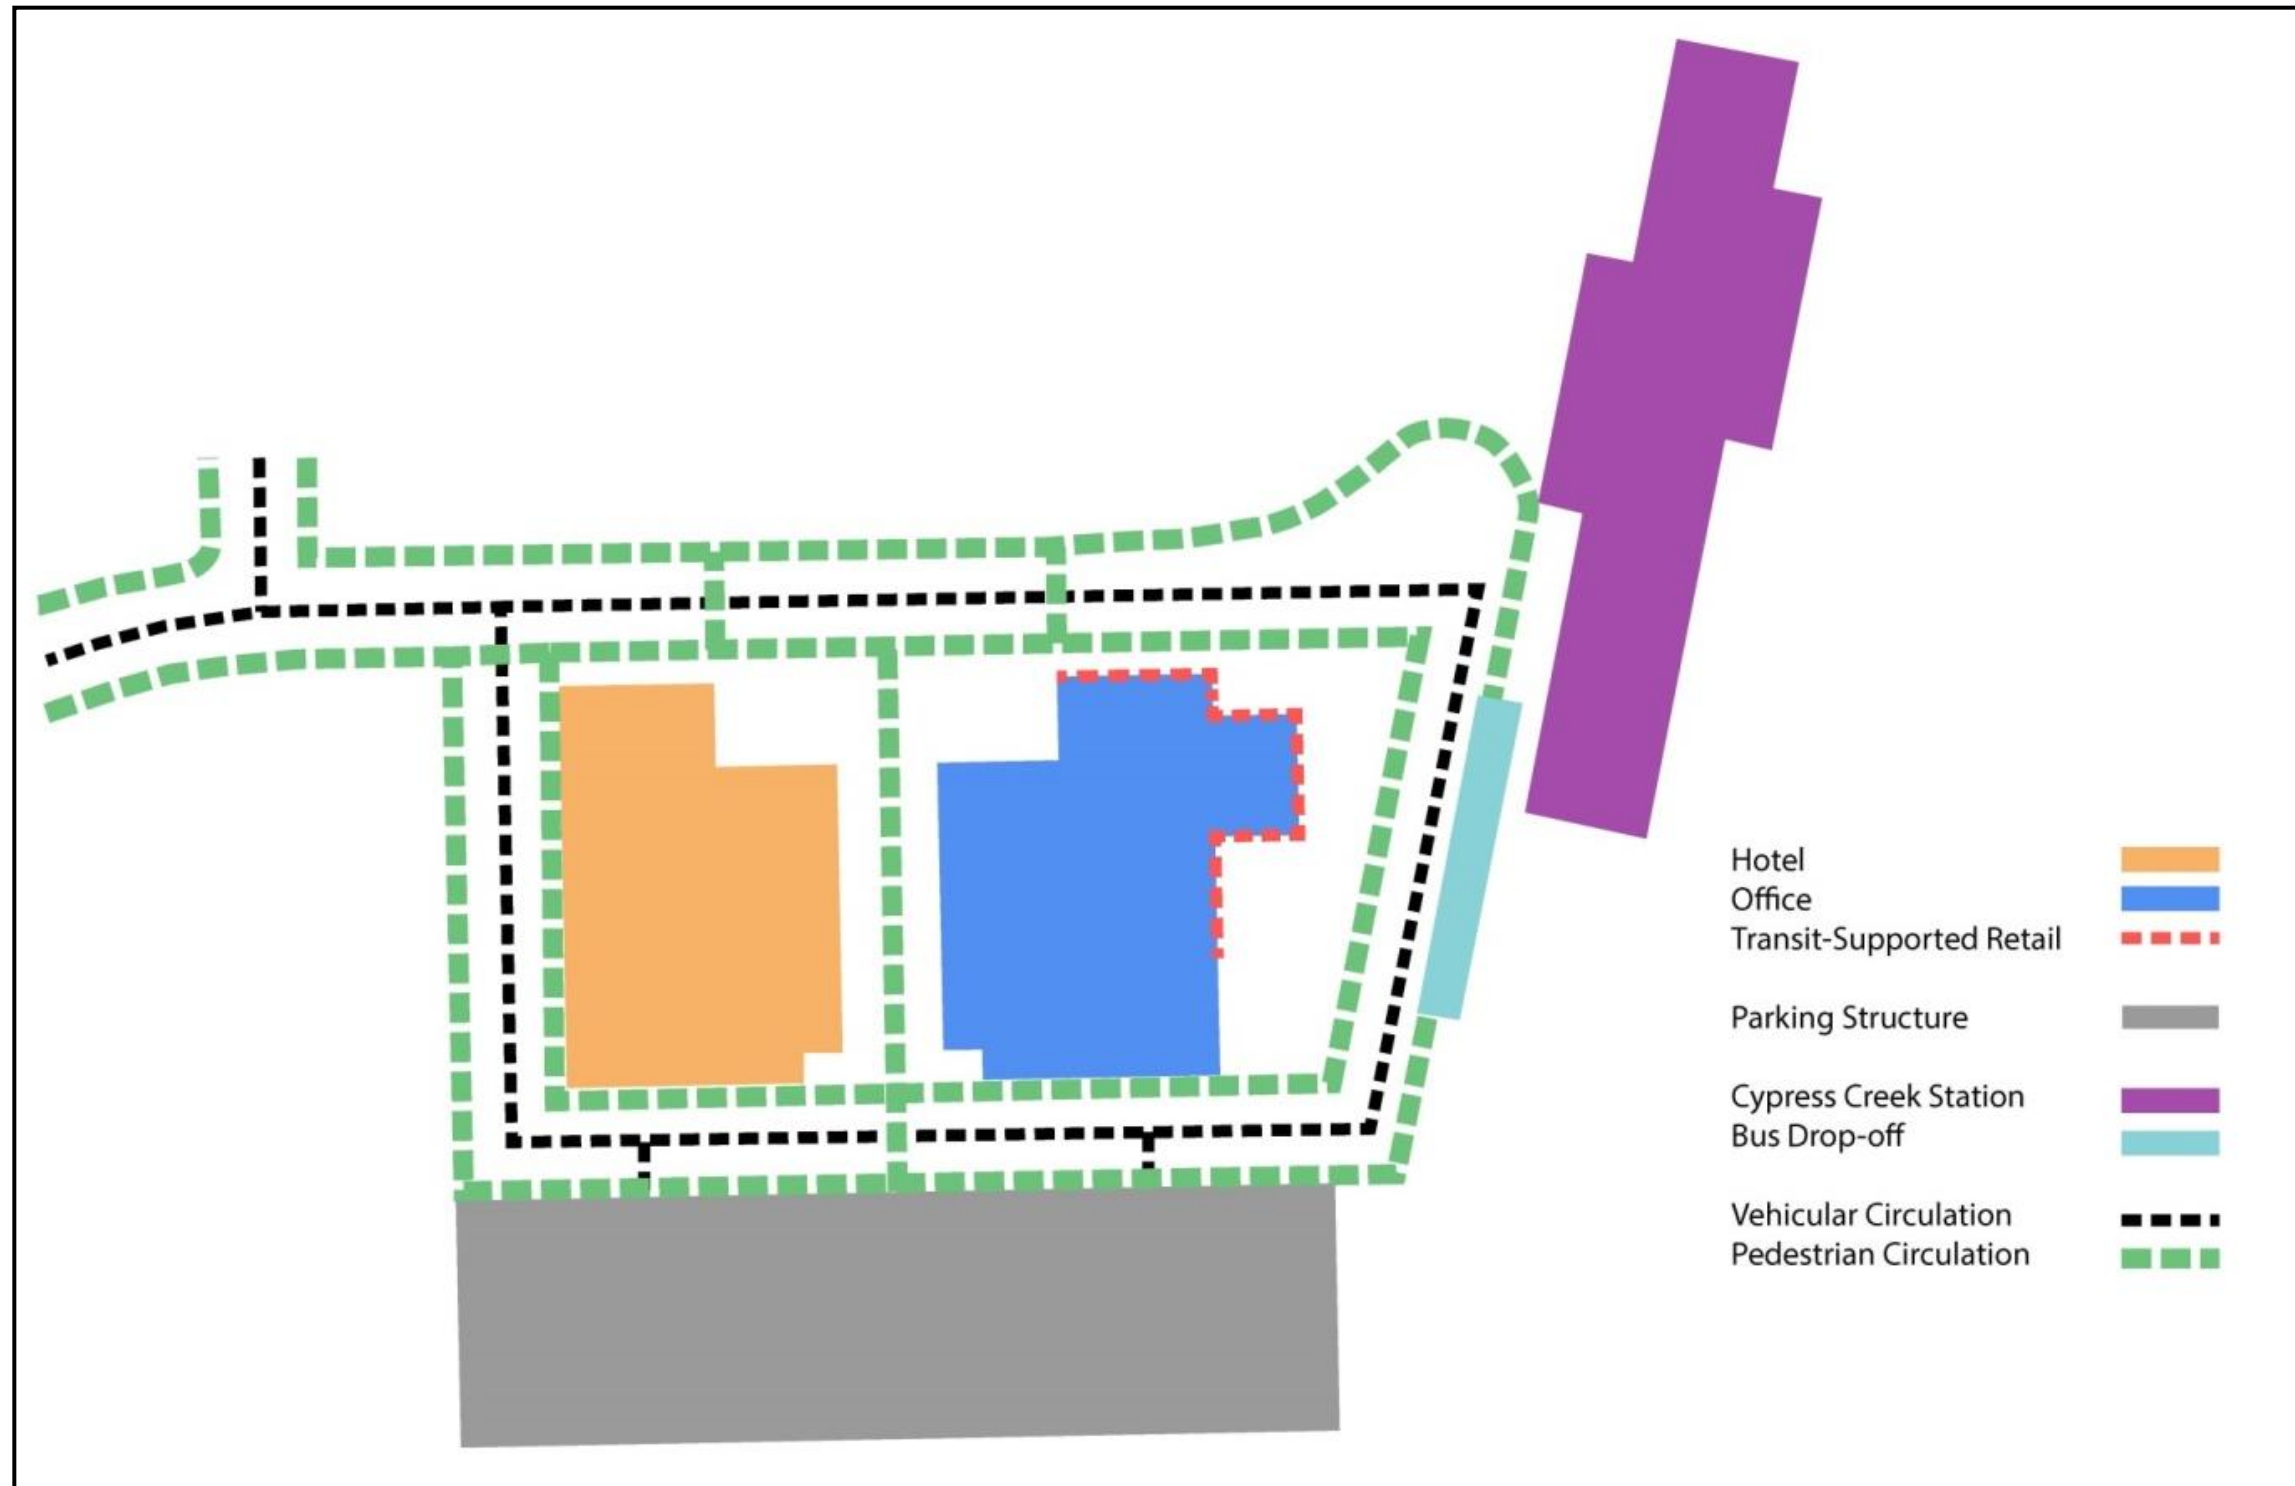 Hotel
Office
Transit-Supported Retail
Parking Structure
Cypress Creek Station
Bus Drop-off
Vehicular Circulation
Pedestrian Circulation